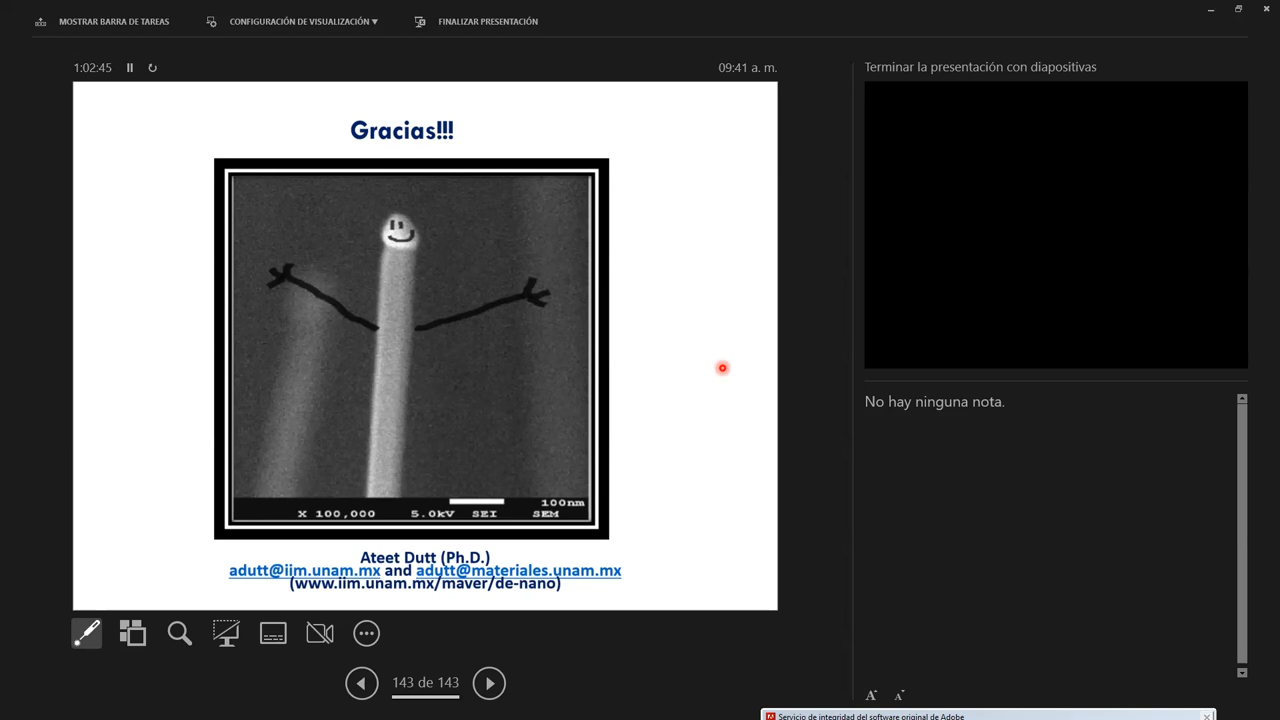 MOSTRAR BARRA DE TAREAS
CONFIGURACIÓN DE VISUALIZACIÓN ▼
FINALIZAR PRESENTACIÓN
1:02:45
09:41 a. m.
Terminar la presentación con diapositivas
Gracias!!!
100nm
X 100,000 5.0kV SEI SEM
Ateet Dutt (Ph.D.)
adutt@iim.unam.mx and adutt@materiales.unam.mx
(www.iim.unam.mx/maver/de-nano)
No hay ninguna nota.
143 de 143
A A
Servicio de integridad del software original de Adobe